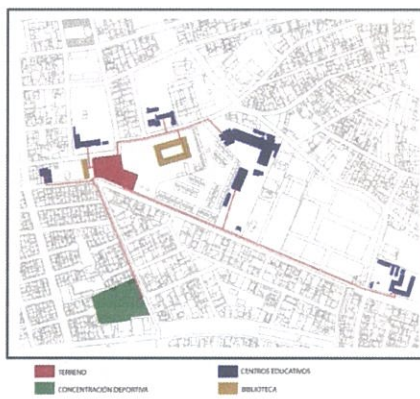 TERRENO
CENTROS EDUCATIVOS
CONCENTRACIÓN DEPORTIVA
BIBLIOTECA